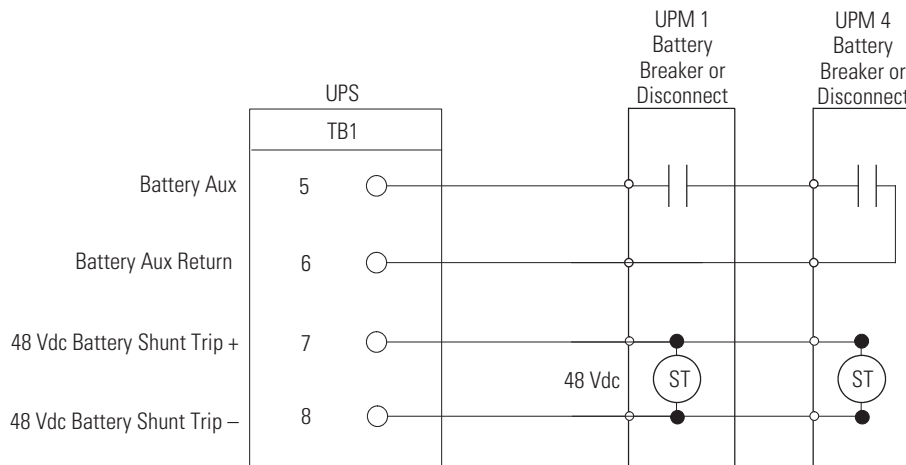 UPM 1
Battery
Breaker or
Disconnect
UPM 4
Battery
Breaker or
Disconnect
UPS
TB1
Battery Aux 5
Battery Aux Return 6
48 Vdc Battery Shunt Trip + 7
48 Vdc ST ST
48 Vdc Battery Shunt Trip – 8